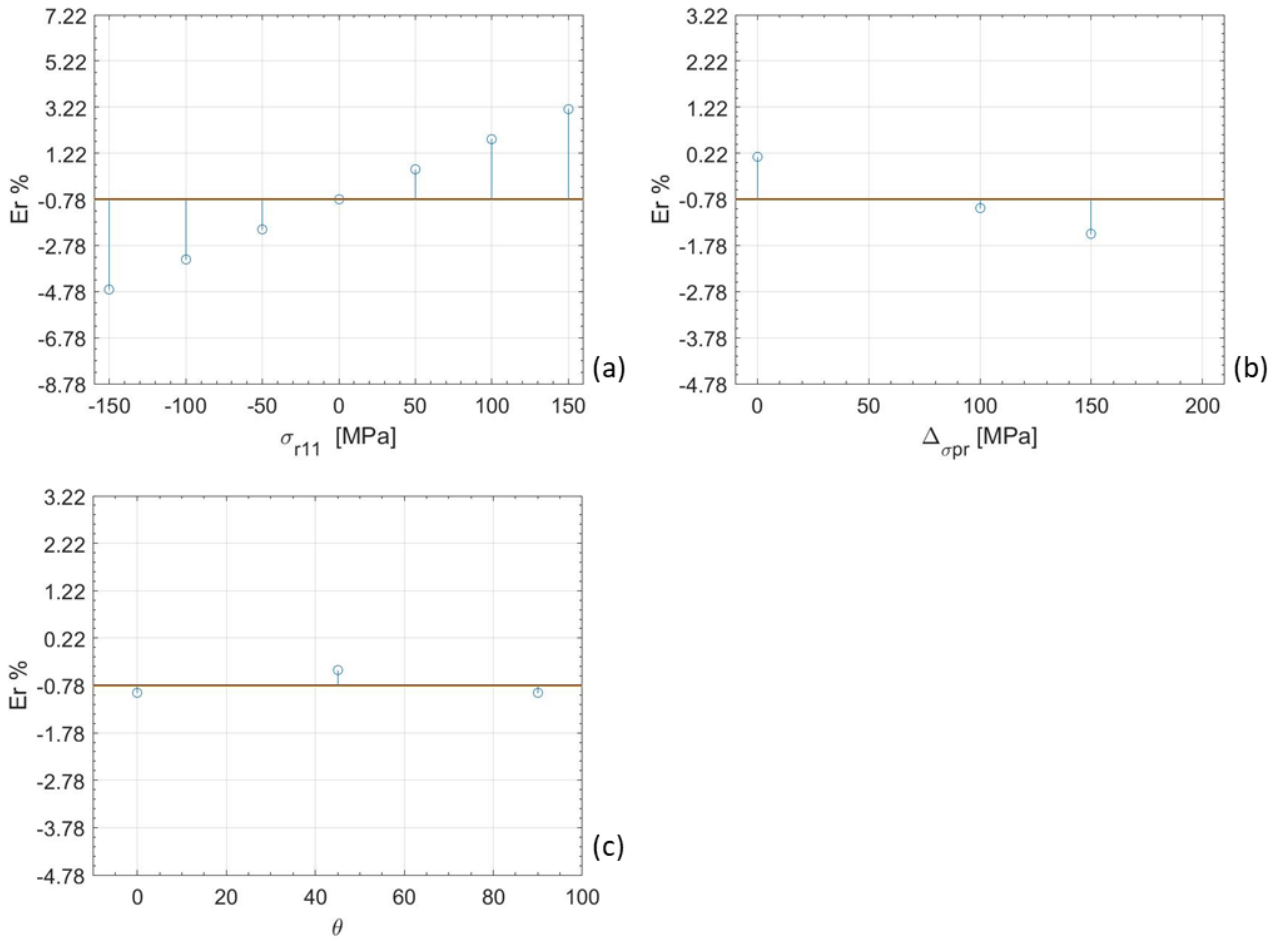 7.22
5.22
3.22
1.22
-0.78
-2.78
-4.78
-6.78
-8.78
Er %
-150 -100 -50 0 50 100 150
σr11 [MPa]
(a)
3.22
2.22
1.22
0.22
-0.78
-1.78
-2.78
-3.78
-4.78
Er %
0 50 100 150 200
Δσpr [MPa]
(b)
3.22
2.22
1.22
0.22
-0.78
-1.78
-2.78
-3.78
-4.78
Er %
0 20 40 60 80 100
θ
(c)